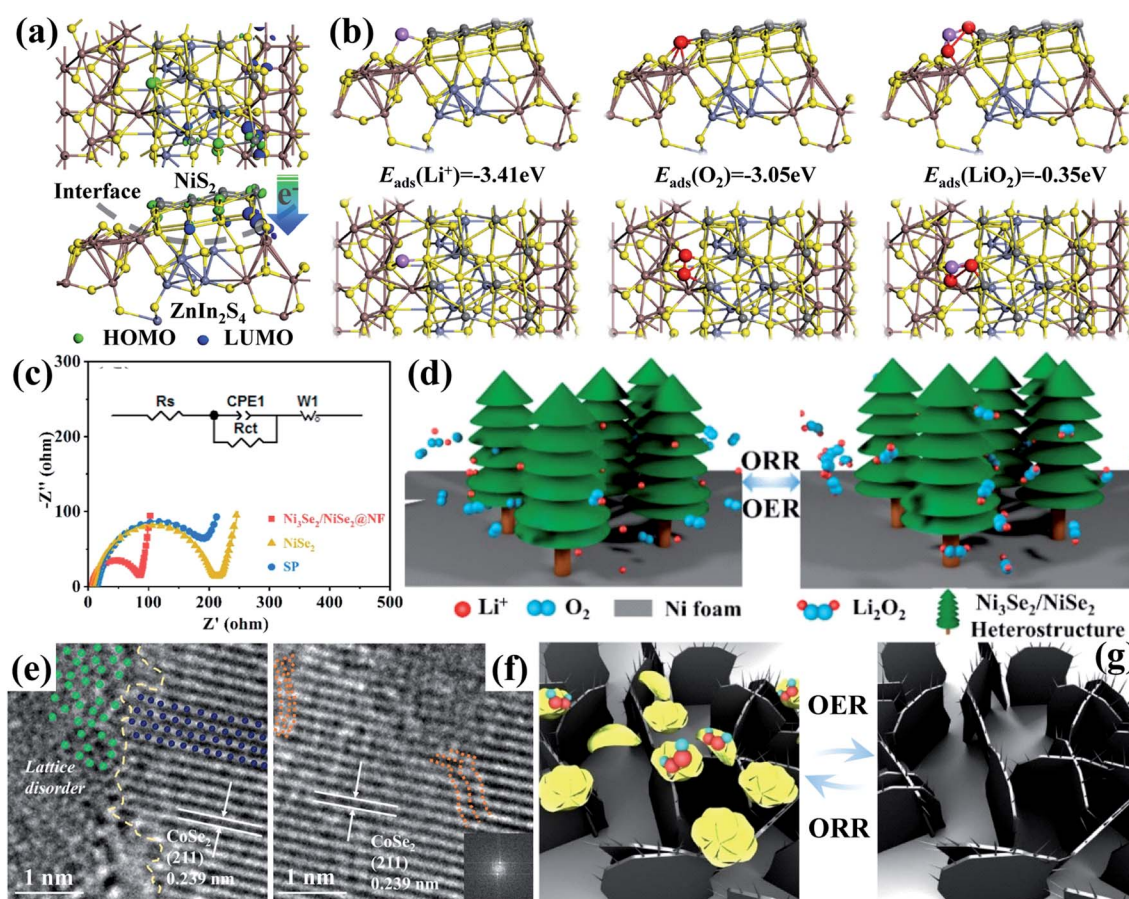 (a)
NiS2
Interface
e-
ZnIn2S4
HOMO
LUMO
(b)
Eads(Li+)=-3.41eV
Eads(O2)=-3.05eV
Eads(LiO2)=-0.35eV
(c)
300
200
100
0
-Z'' (ohm)
Rs
CPE1
W1
Rct
Ni3Se2/NiSe2@NF
NiSe2
SP
0
100
200
300
400
500
Z' (ohm)
(d)
ORR
OER
Li+
O2
Ni foam
Li2O2
Ni3Se2/NiSe2
Heterostructure
(e)
Lattice
disorder
CoSe2
(211)
0.239 nm
1 nm
CoSe2
(211)
0.239 nm
1 nm
(f)
OER
ORR
(g)